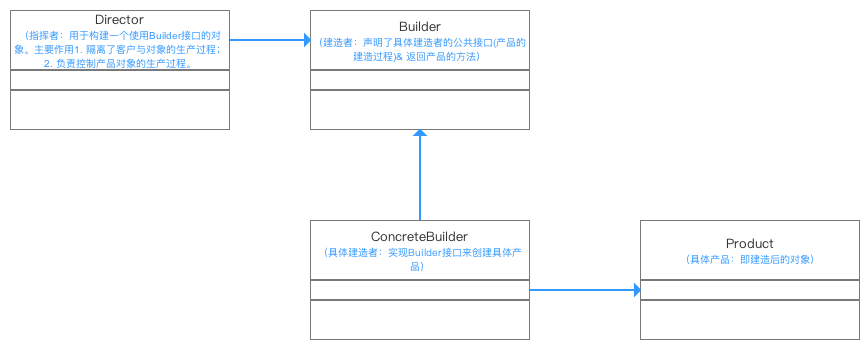 Director
（指挥者：用于构建一个使用Builder接口的对
象。主要作用1. 隔离了客户与对象的生产过程；
2. 负责控制产品对象的生产过程。
Builder
（建造者：声明了具体建造者的公共接口(产品的
建造过程)& 返回产品的方法）
ConcreteBuilder
（具体建造者：实现Builder接口来创建具体产
品）
Product
（具体产品：即建造后的对象）